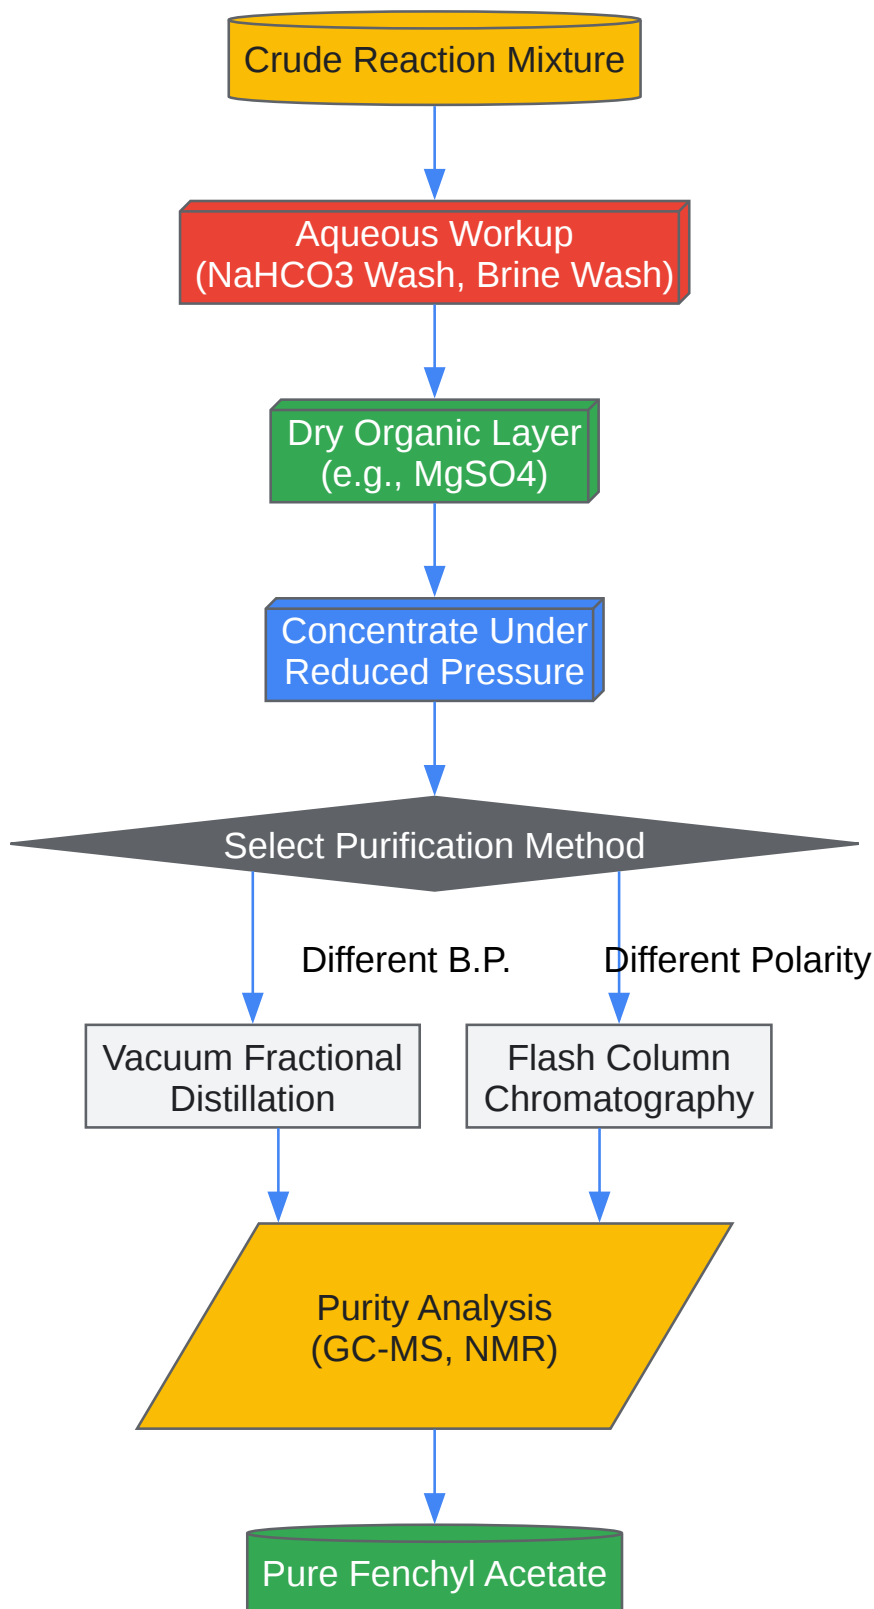 Crude Reaction Mixture
Aqueous Workup
(NaHCO3 Wash, Brine Wash)
Dry Organic Layer
(e.g., MgSO4)
Concentrate Under
Reduced Pressure
Select Purification Method
Different B.P.
Different Polarity
Vacuum Fractional
Distillation
Flash Column
Chromatography
Purity Analysis
(GC-MS, NMR)
Pure Fenchyl Acetate